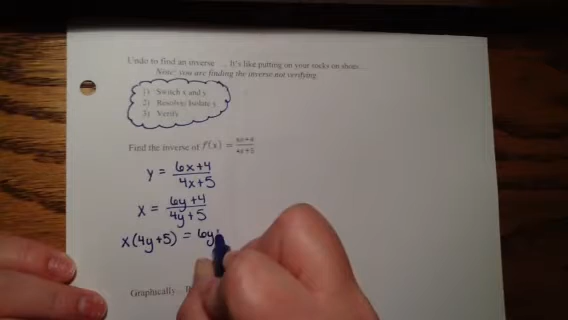 Undo to find an inverse ... It's like putting on your socks on shoes...
Note: you are finding the inverse not verifying.
1) Switch x and y
2) Resolve/Isolate y
3) Verify
Find the inverse of f(x) = 6x+4 / 4x+5
y = 6x+4 / 4x+5
x = 6y+4 / 4y+5
x(4y+5) = 6y
Graphically...